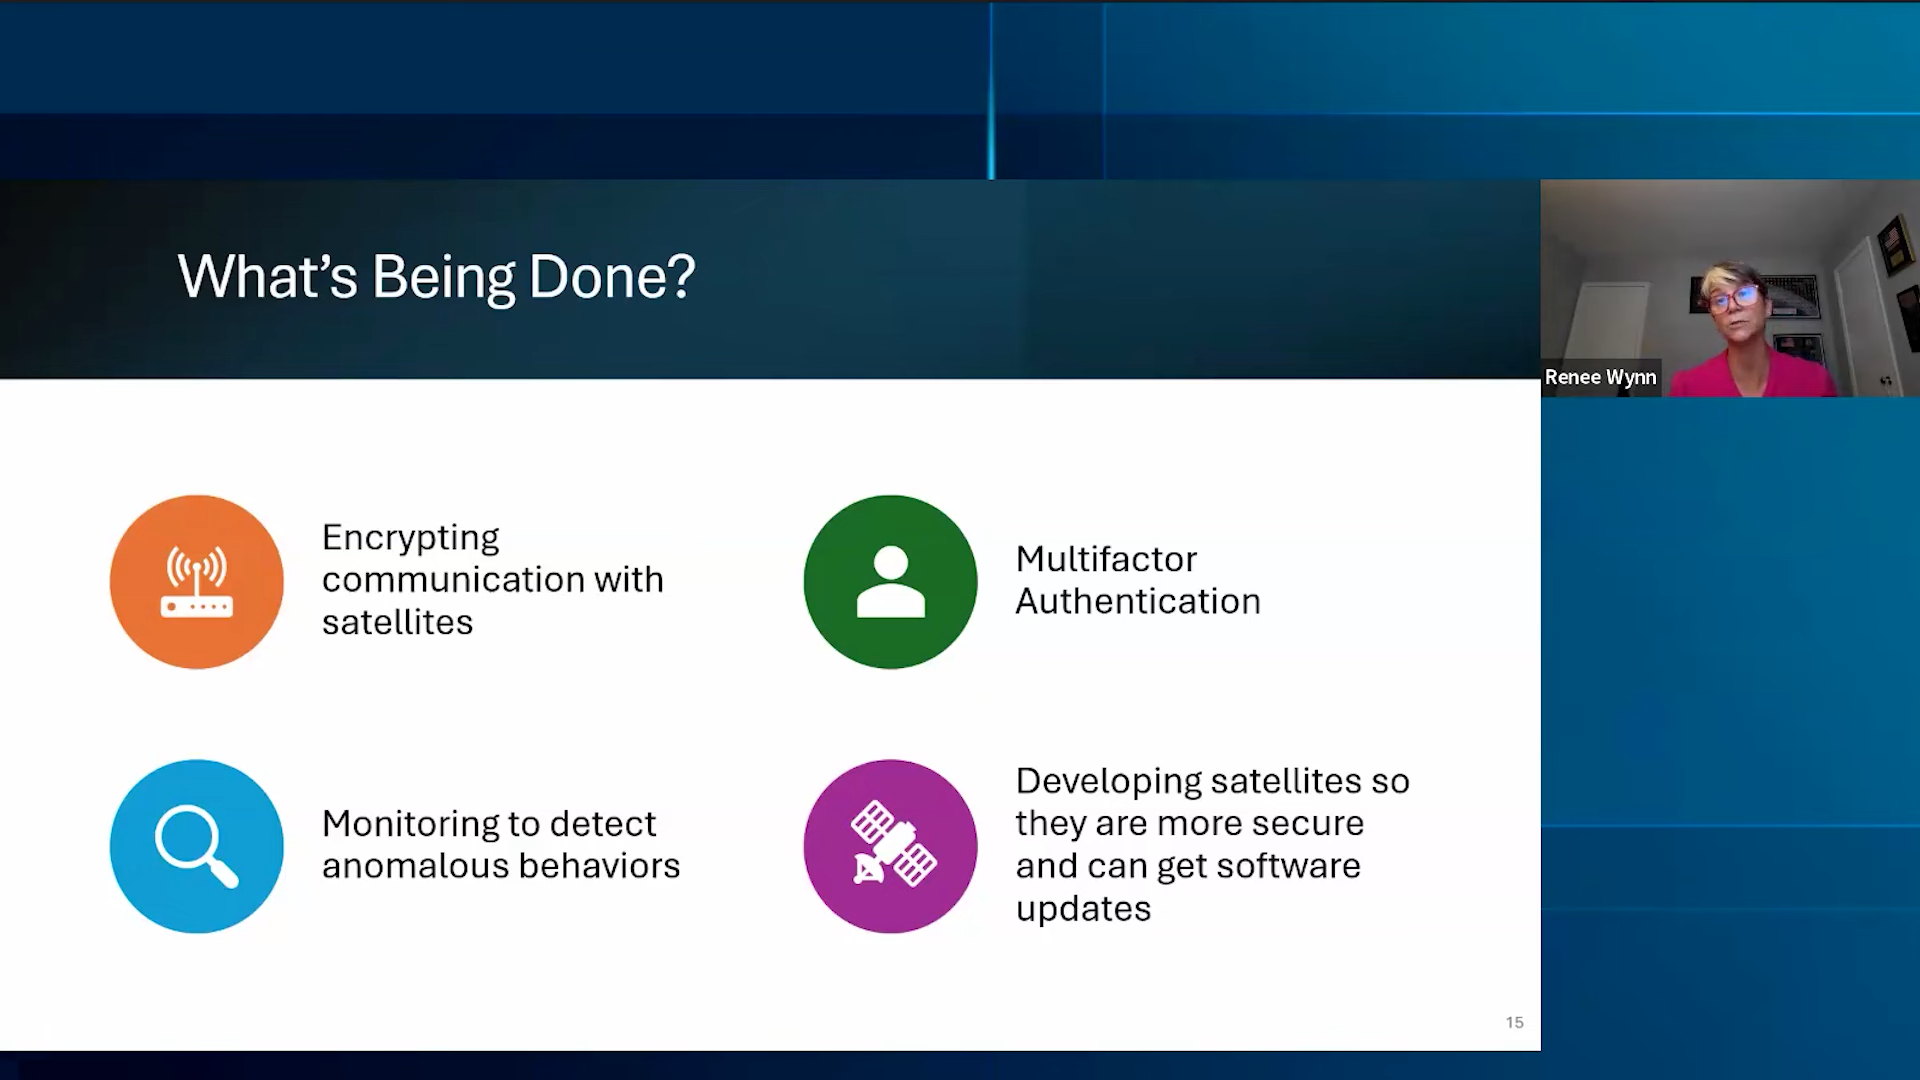 What's Being Done?
Renee Wynn
Encrypting
communication with
satellites
Multifactor
Authentication
Monitoring to detect
anomalous behaviors
Developing satellites so
they are more secure
and can get software
updates
15